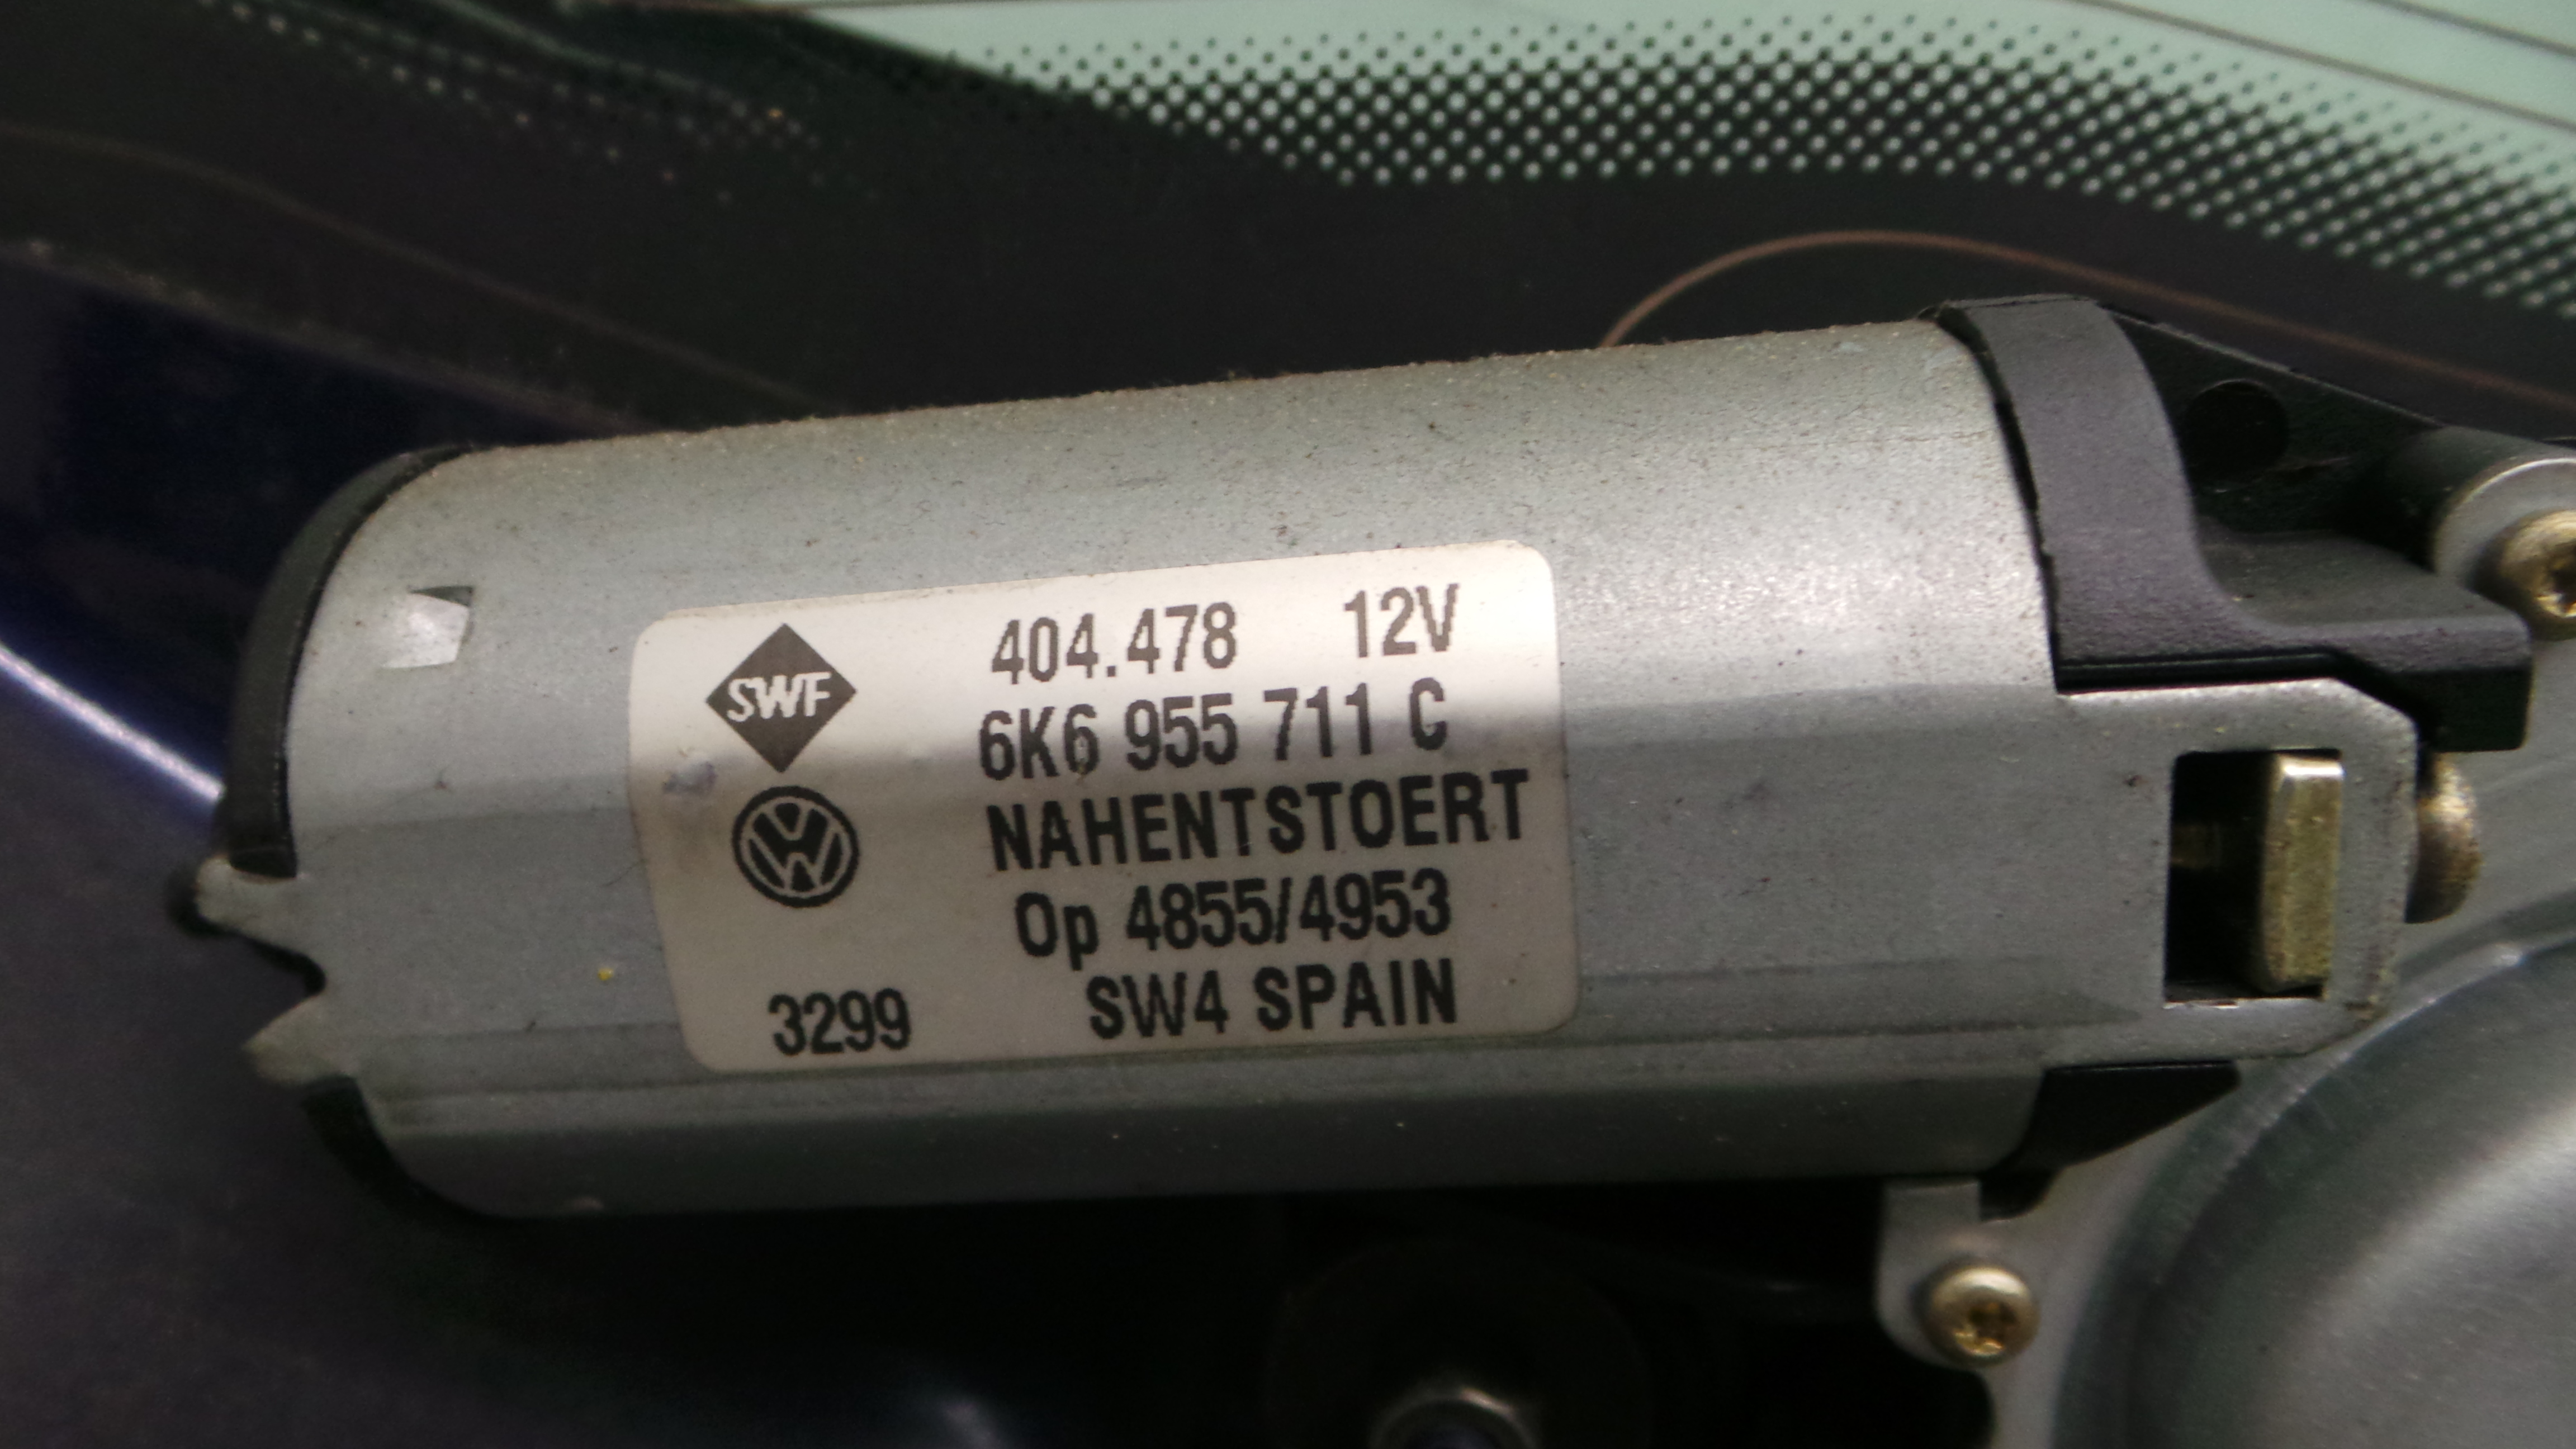 SWF 404.478 12V
6K6 955 711 C
NAHENTSTOERT
Op 4855/4953
3299 SW4 SPAIN